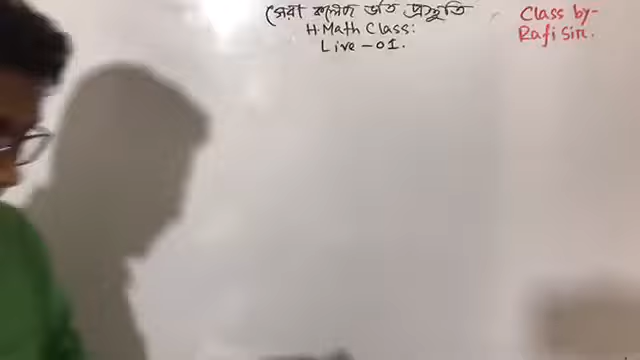 সেরা কলেজ ভর্তি প্রস্তুতি
H.Math Class:
Live-01.
Class by-
Rafi Sir.